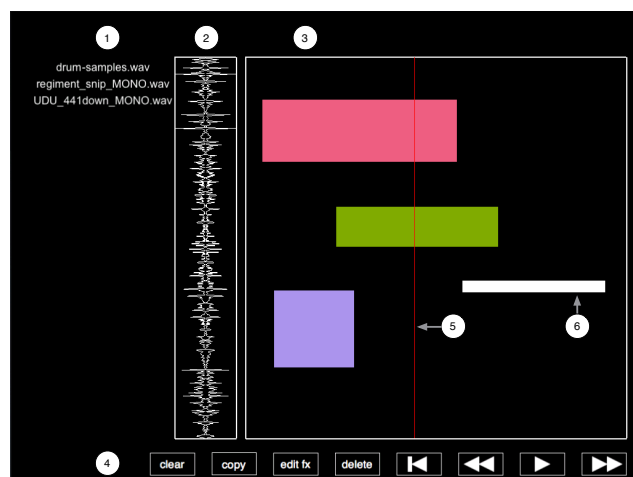 1 2 3
drum-samples.wav
regiment_snip_MONO.wav
UDU_441down_MONO.wav
5 6
4 clear copy edit fx delete